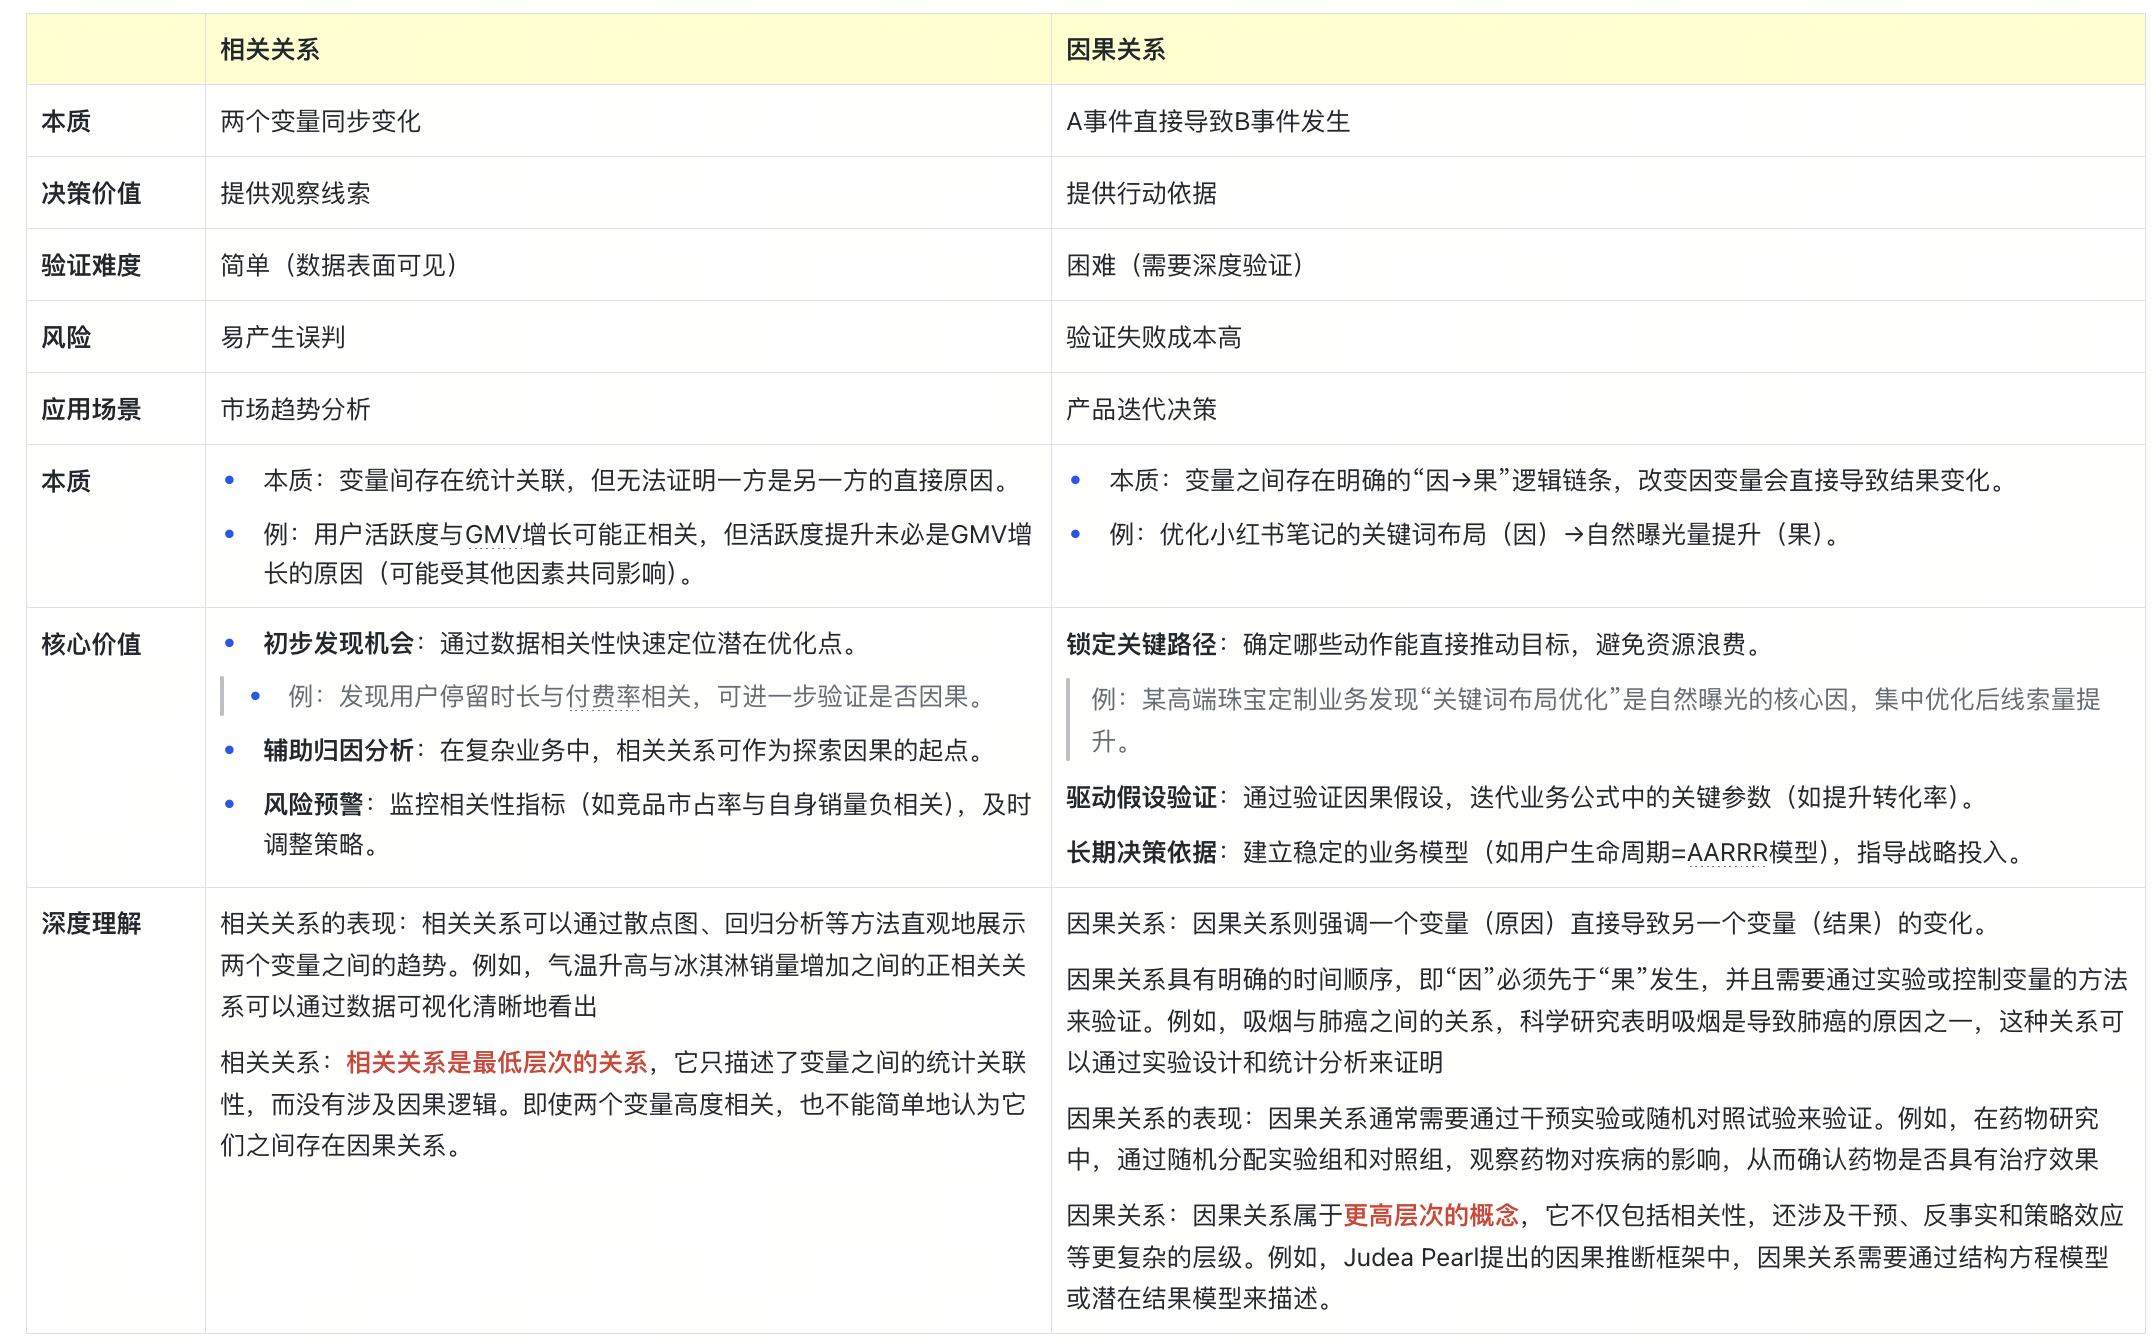 相关关系
因果关系
本质
两个变量同步变化
A事件直接导致B事件发生
决策价值
提供观察线索
提供行动依据
验证难度
简单（数据表面可见）
困难（需要深度验证）
风险
易产生误判
验证失败成本高
应用场景
市场趋势分析
产品迭代决策
本质
• 本质：变量间存在统计关联，但无法证明一方是另一方的直接原因。
• 例：用户活跃度与GMV增长可能正相关，但活跃度提升未必是GMV增
长的原因（可能受其他因素共同影响）。
• 本质：变量之间存在明确的“因→果”逻辑链条，改变因变量会直接导致结果变化。
• 例：优化小红书笔记的关键词布局（因）→自然曝光量提升（果）。
核心价值
• 初步发现机会：通过数据相关性快速定位潜在优化点。
• 例：发现用户停留时长与付费率相关，可进一步验证是否因果。
• 辅助归因分析：在复杂业务中，相关关系可作为探索因果的起点。
• 风险预警：监控相关性指标（如竞品市占率与自身销量负相关），及时
调整策略。
锁定关键路径：确定哪些动作能直接推动目标，避免资源浪费。
例：某高端珠宝定制业务发现“关键词布局优化”是自然曝光的核心因，集中优化后线索量提
升。
驱动假设验证：通过验证因果假设，迭代业务公式中的关键参数（如提升转化率）。
长期决策依据：建立稳定的业务模型（如用户生命周期=AARRR模型），指导战略投入。
深度理解
相关关系的表现：相关关系可以通过散点图、回归分析等方法直观地展示
两个变量之间的趋势。例如，气温升高与冰淇淋销量增加之间的正相关关
系可以通过数据可视化清晰地看出
相关关系：相关关系是最低层次的关系，它只描述了变量之间的统计关联
性，而没有涉及因果逻辑。即使两个变量高度相关，也不能简单地认为它
们之间存在因果关系。
因果关系：因果关系则强调一个变量（原因）直接导致另一个变量（结果）的变化。
因果关系具有明确的时间顺序，即“因”必须先于“果”发生，并且需要通过实验或控制变量的方法
来验证。例如，吸烟与肺癌之间的关系，科学研究表明吸烟是导致肺癌的原因之一，这种关系可
以通过实验设计和统计分析来证明
因果关系的表现：因果关系通常需要通过干预实验或随机对照试验来验证。例如，在药物研究
中，通过随机分配实验组和对照组，观察药物对疾病的影响，从而确认药物是否具有治疗效果
因果关系：因果关系属于更高层次的概念，它不仅包括相关性，还涉及干预、反事实和策略效应
等更复杂的层级。例如，Judea Pearl提出的因果推断框架中，因果关系需要通过结构方程模型
或潜在结果模型来描述。